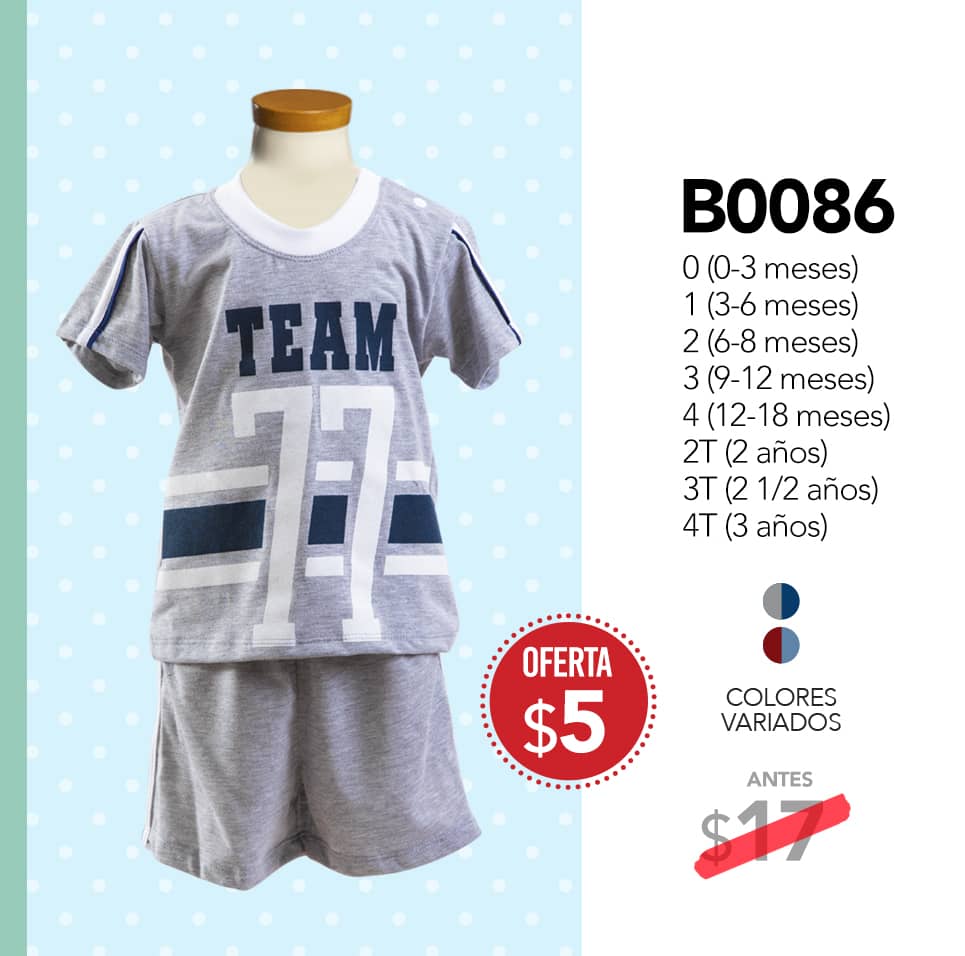 TEAM
77
B0086
0 (0-3 meses)
1 (3-6 meses)
2 (6-8 meses)
3 (9-12 meses)
4 (12-18 meses)
2T (2 años)
3T (2 1/2 años)
4T (3 años)
OFERTA
$5
COLORES
VARIADOS
ANTES
$17